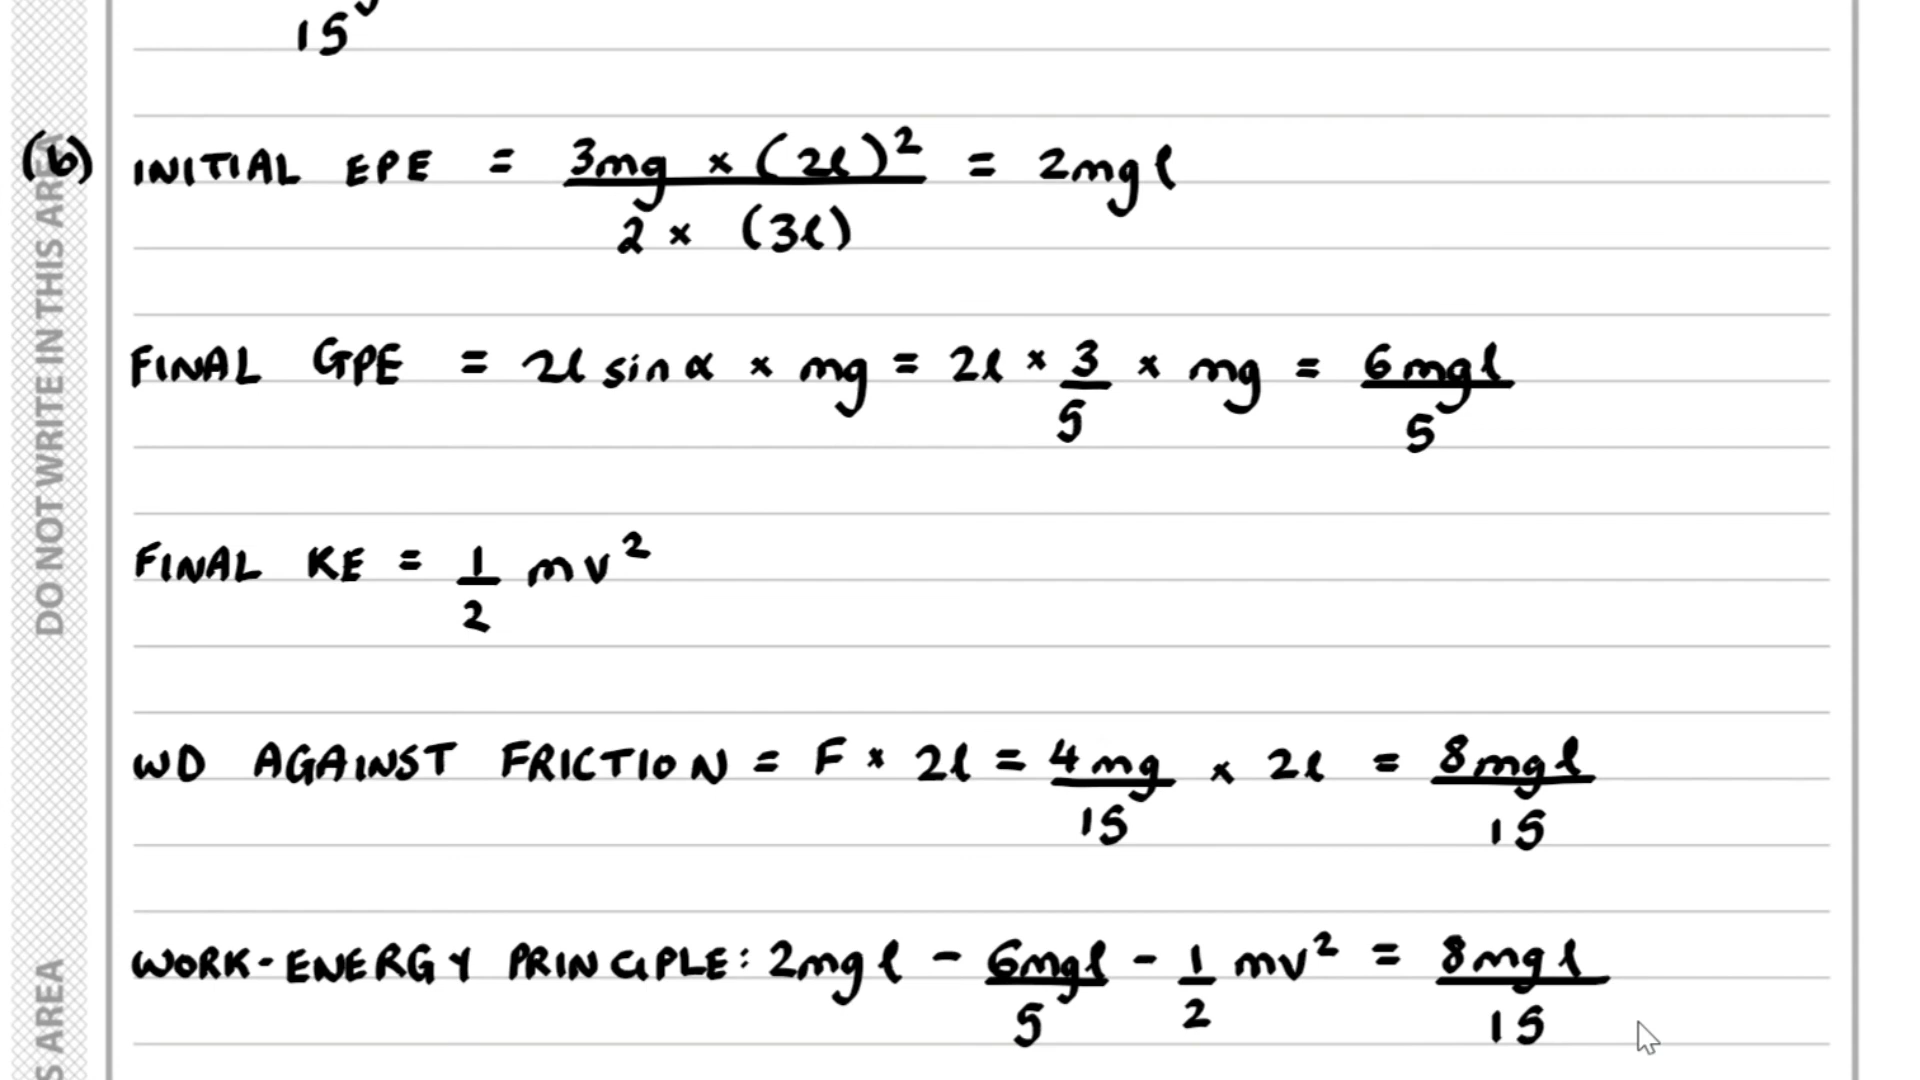 15
(b) INITIAL EPE = 3mg × (2l)² / 2 × (3l) = 2mgl
FINAL GPE = 2l sin α × mg = 2l × 3/5 × mg = 6mgl/5
FINAL KE = 1/2 mv²
WD AGAINST FRICTION = F × 2l = 4mg/15 × 2l = 8mgl/15
WORK-ENERGY PRINCIPLE: 2mgl - 6mgl/5 - 1/2 mv² = 8mgl/15
DO NOT WRITE IN THIS AREA
S AREA